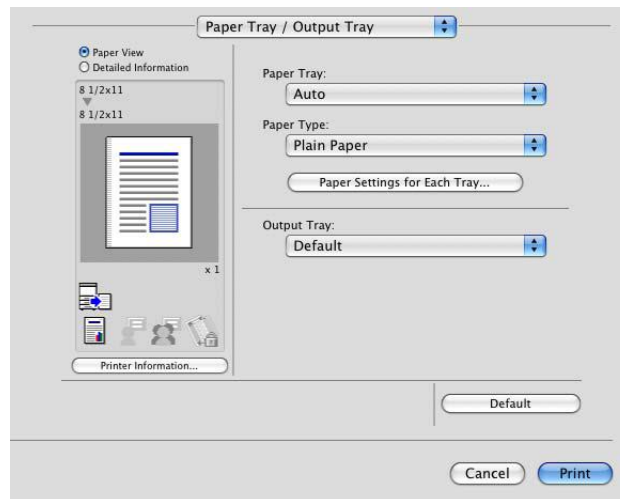 Paper Tray / Output Tray
Paper View
Detailed Information
8 1/2x11
8 1/2x11
x 1
Printer Information...
Paper Tray:
Auto
Paper Type:
Plain Paper
Paper Settings for Each Tray...
Output Tray:
Default
Default
Cancel
Print